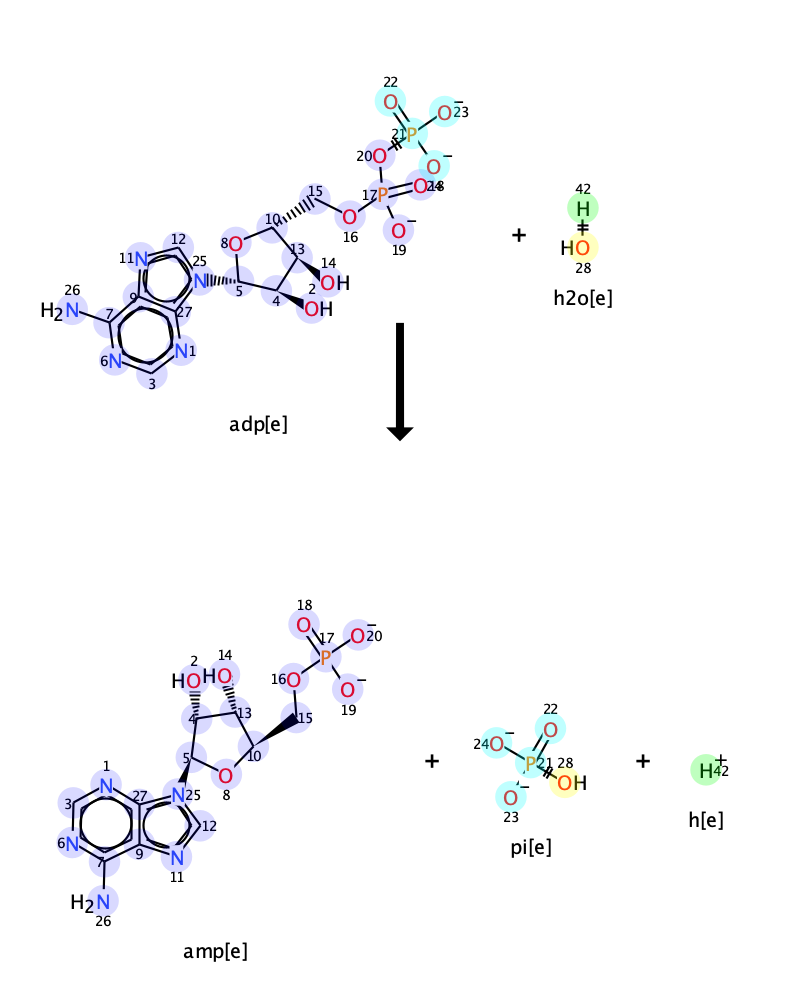 22
O
O⁻ 23
21 P
20 O
O⁻
24
17 P
O 18
15
O
16
O⁻
19
10
8 O
13
14
OH
12
11 N
25
N
5
4
2
OH
26
H2N
9
27
7
6 N
N 1
3
+
42
H
HO
28
h2o[e]
adp[e]
18
O
17
O⁻ 20
P
16 O
O⁻
19
2
HO
14
HO
4
13
15
5
10
O
8
1
N
27
N 25
3
12
6 N
9
7
N
11
H2N
26
+
22
O
24 O⁻
P 21
28
OH
O⁻
23
+
H+ 42
pi[e]
h[e]
amp[e]